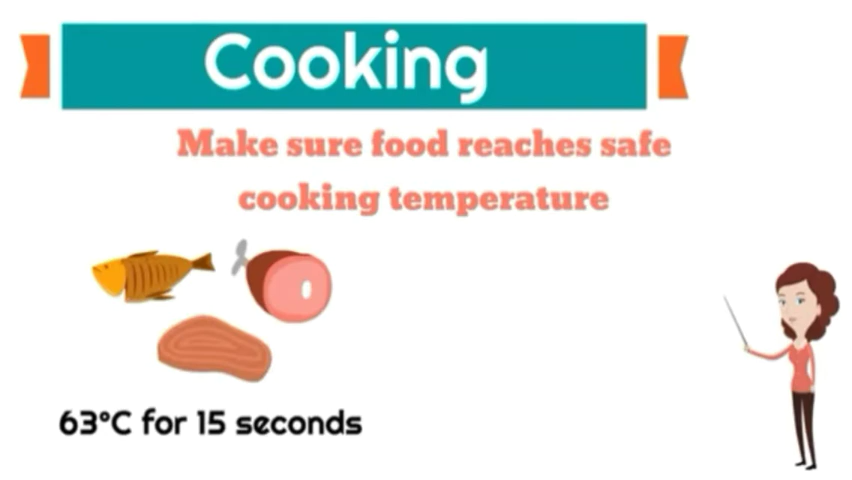 Cooking
Make sure food reaches safe
cooking temperature
63°C for 15 seconds